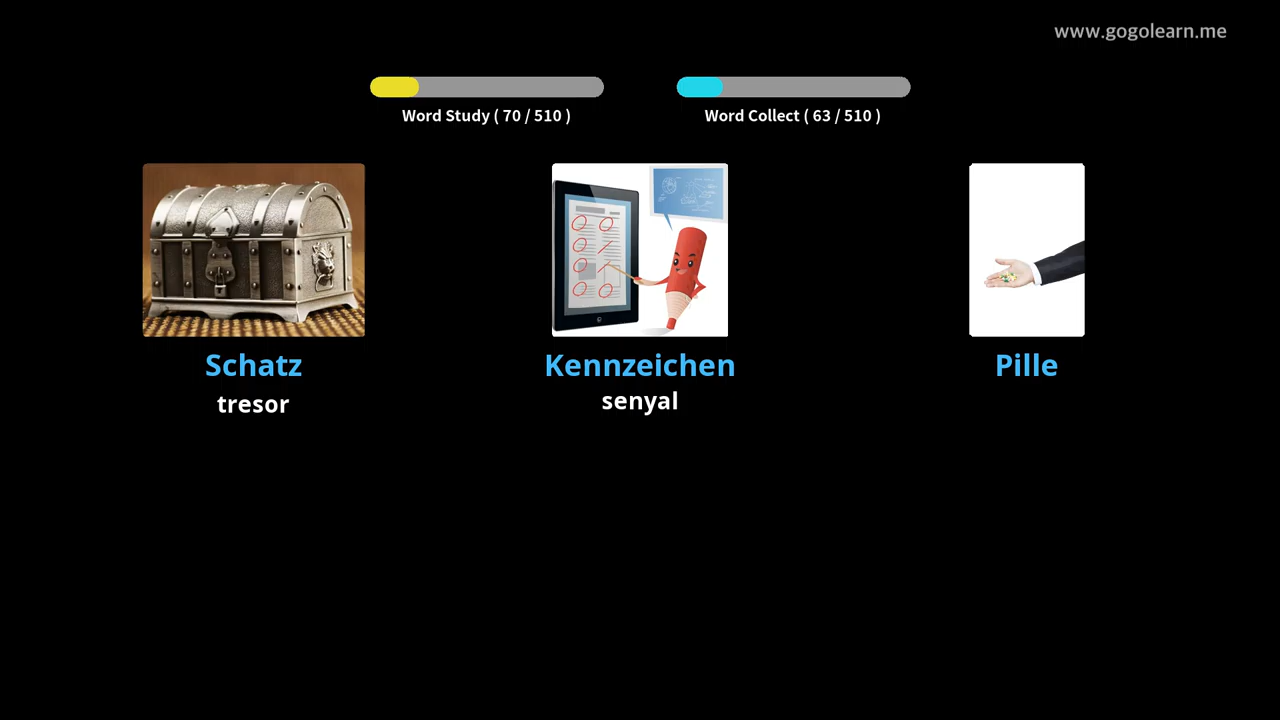 www.gogolearn.me
Word Study ( 70 / 510 )
Word Collect ( 63 / 510 )
Schatz
Kennzeichen
Pille
tresor
senyal